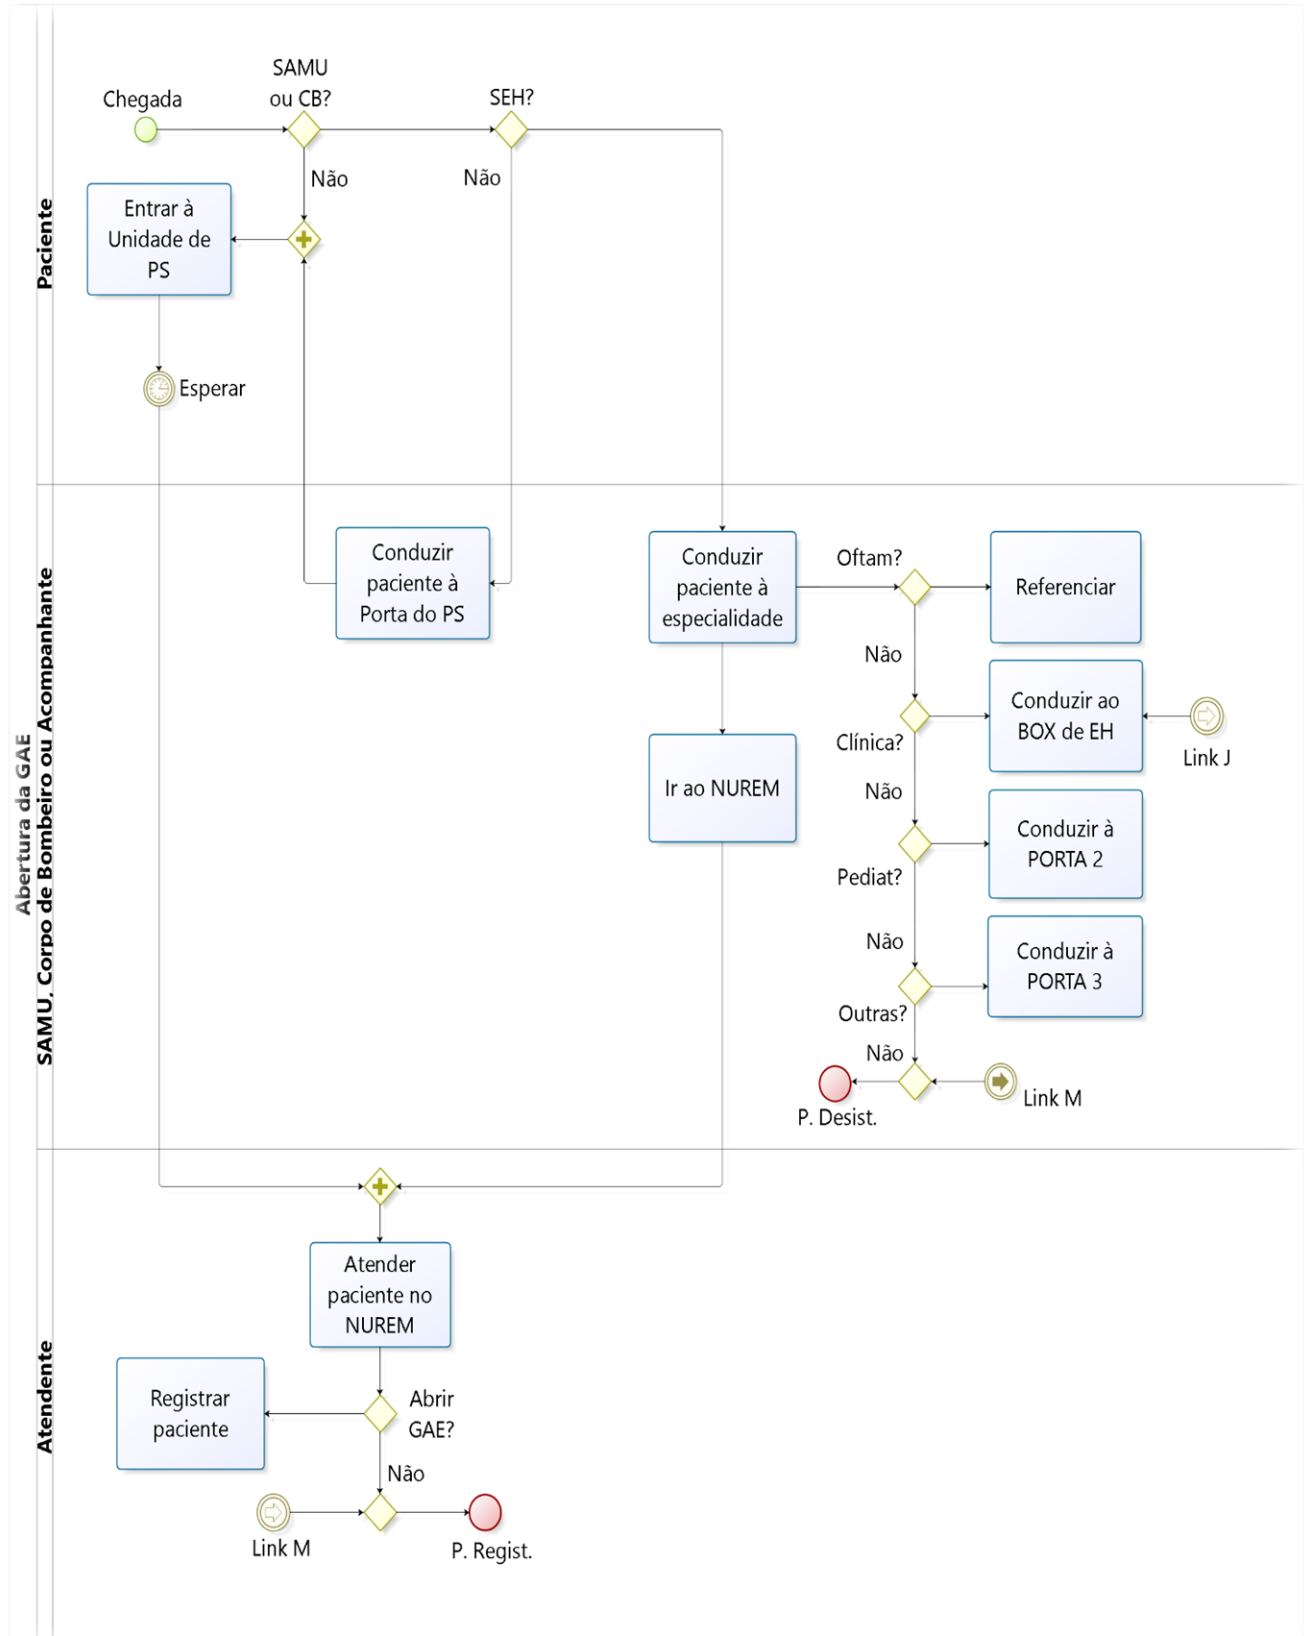 Abertura da GAE
Paciente
SAMU
ou CB?
Chegada
SEH?
Não
Não
Entrar à
Unidade de
PS
Esperar
SAMU, Corpo de Bombeiro ou Acompanhante
Conduzir
paciente à
Porta do PS
Conduzir
paciente à
especialidade
Oftam?
Referenciar
Não
Conduzir ao
BOX de EH
Clínica?
Link J
Ir ao NUREM
Não
Conduzir à
PORTA 2
Pediat?
Não
Conduzir à
PORTA 3
Outras?
Não
Link M
P. Desist.
Atendente
Atender
paciente no
NUREM
Registrar
paciente
Abrir
GAE?
Não
Link M
P. Regist.